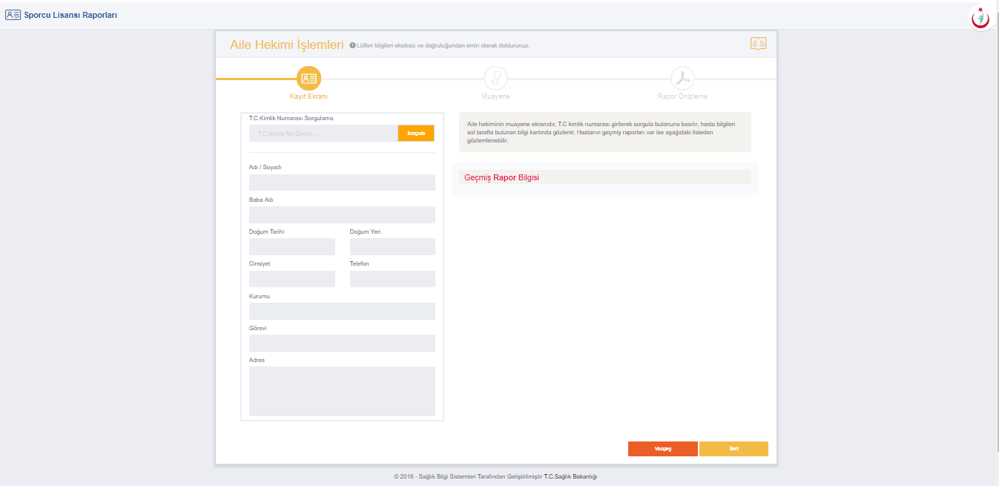 Sporcu Lisansı Raporları
Aile Hekimi İşlemleri Lütfen bilgileri eksiksiz ve doğruluğundan emin olarak doldurunuz.
Kayıt Ekranı
Muayene
Rapor Önizleme
T.C.Kimlik Numarası Sorgulama
T.C.Kimlik No Giriniz...
Sorgula
Adı / Soyadı
Baba Adı
Doğum Tarihi
Doğum Yeri
Cinsiyet
Telefon
Kurumu
Görevi
Adres
Aile hekiminin muayene ekranıdır, T.C kimlik numarası girilerek sorgula butonuna basılır, hasta bilgileri
sol tarafta bulunan bilgi kartında gözlenir. Hastanın geçmiş raporları var ise aşağıdaki listeden
gözlemlenebilir.
Geçmiş Rapor Bilgisi
Vazgeç
İleri
© 2018 - Sağlık Bilgi Sistemleri Tarafından Geliştirilmiştir T.C.Sağlık Bakanlığı